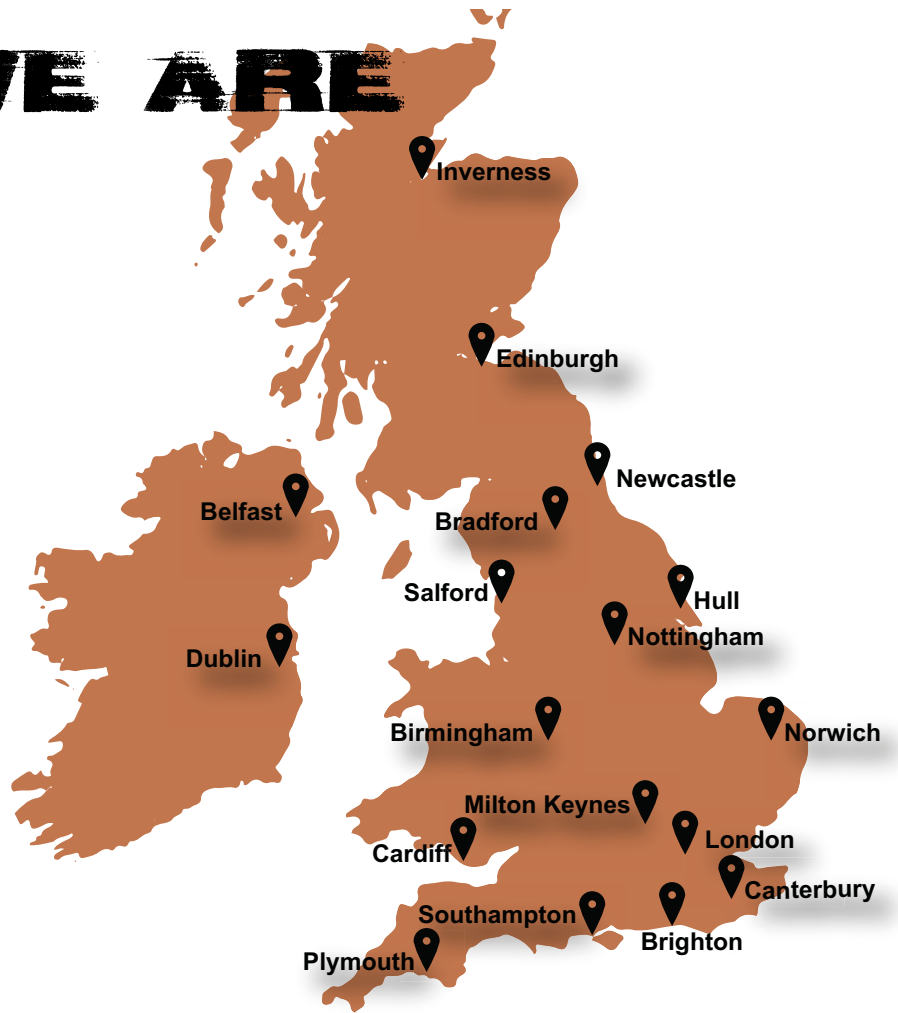 E ARE
Inverness
Edinburgh
Newcastle
Belfast
Bradford
Salford
Hull
Nottingham
Dublin
Birmingham
Norwich
Milton Keynes
London
Cardiff
Canterbury
Southampton
Brighton
Plymouth